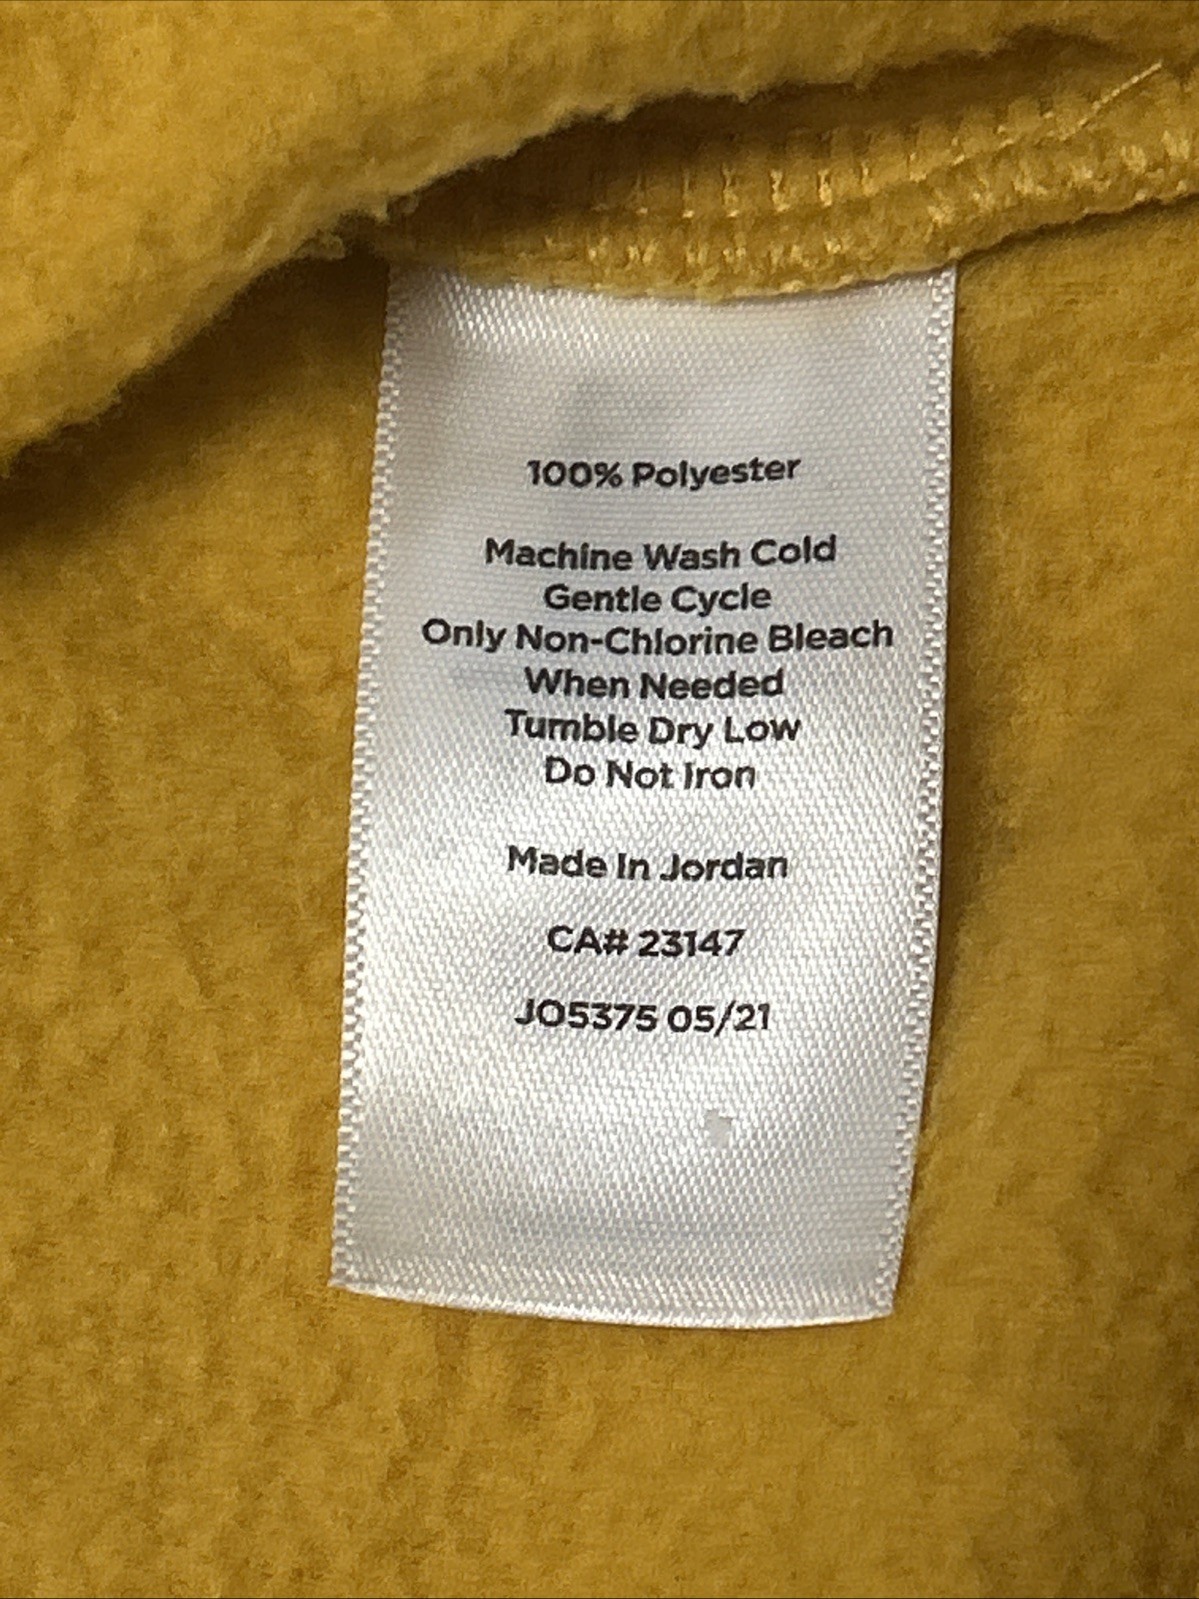 100% Polyester
Machine Wash Cold
Gentle Cycle
Only Non-Chlorine Bleach
When Needed
Tumble Dry Low
Do Not Iron
Made In Jordan
CA# 23147
JO5375 05/21